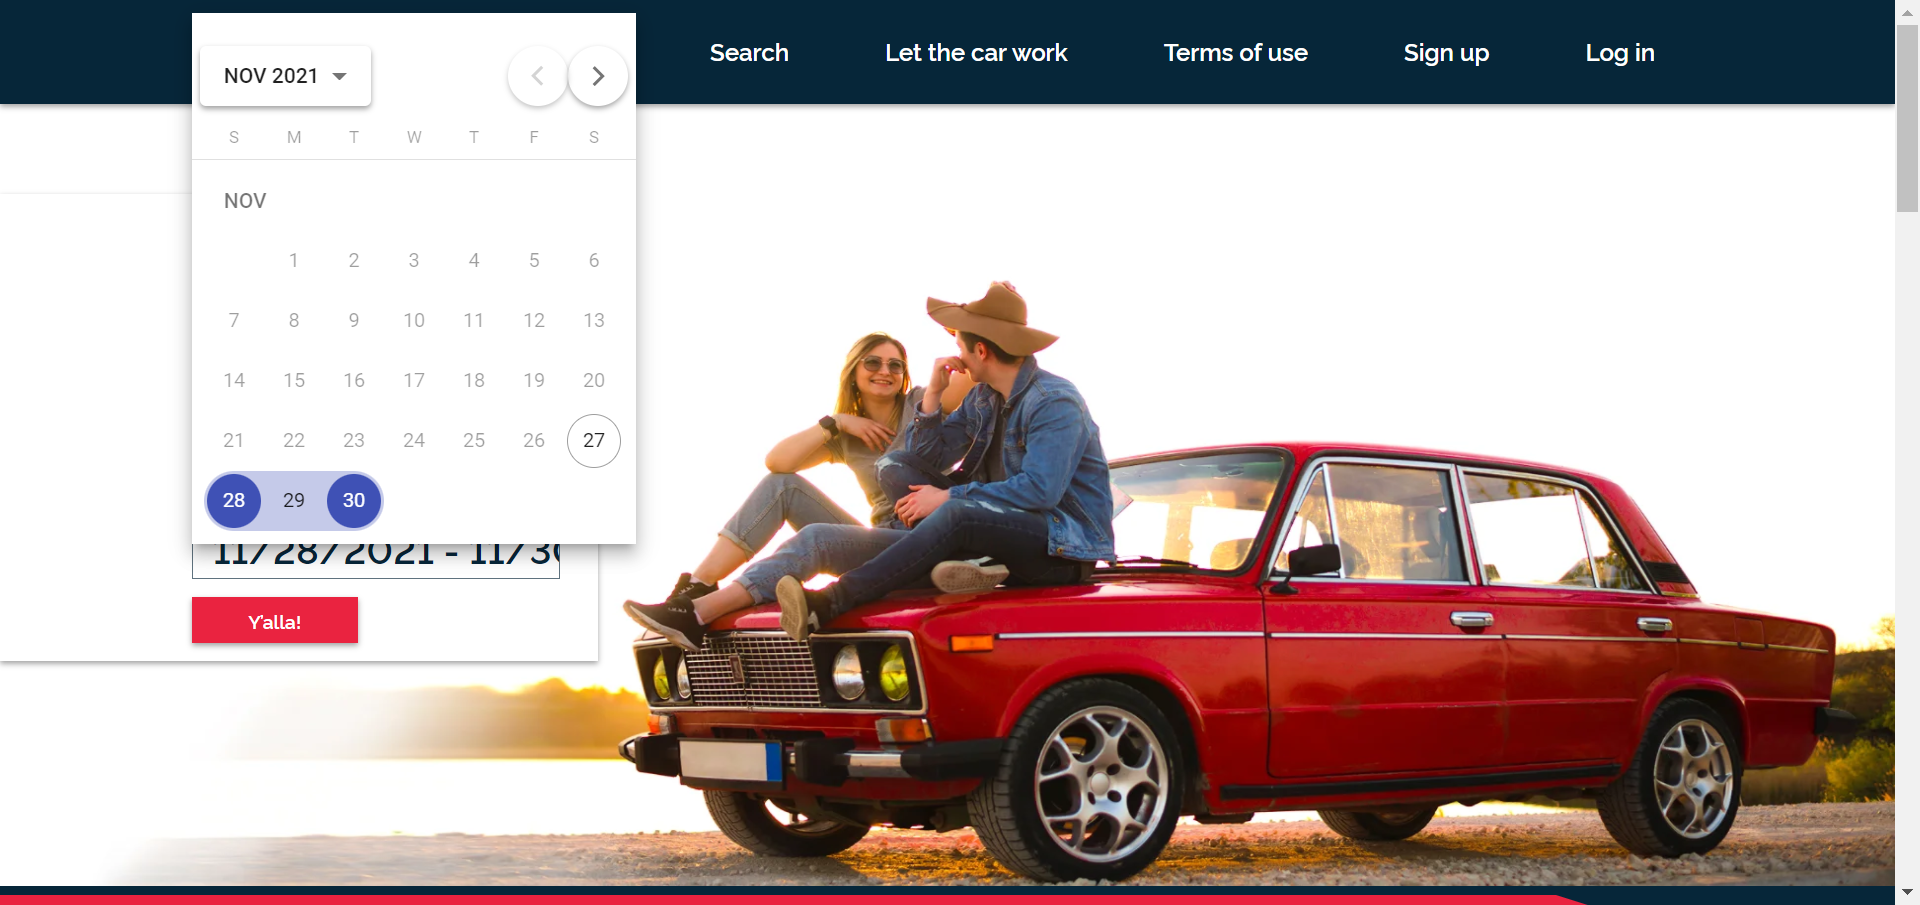 Search Let the car work Terms of use Sign up Log in
NOV 2021
S M T W T F S
NOV
1 2 3 4 5 6
7 8 9 10 11 12 13
14 15 16 17 18 19 20
21 22 23 24 25 26 27
28 29 30
11/28/2021 - 11/30
Y'alla!